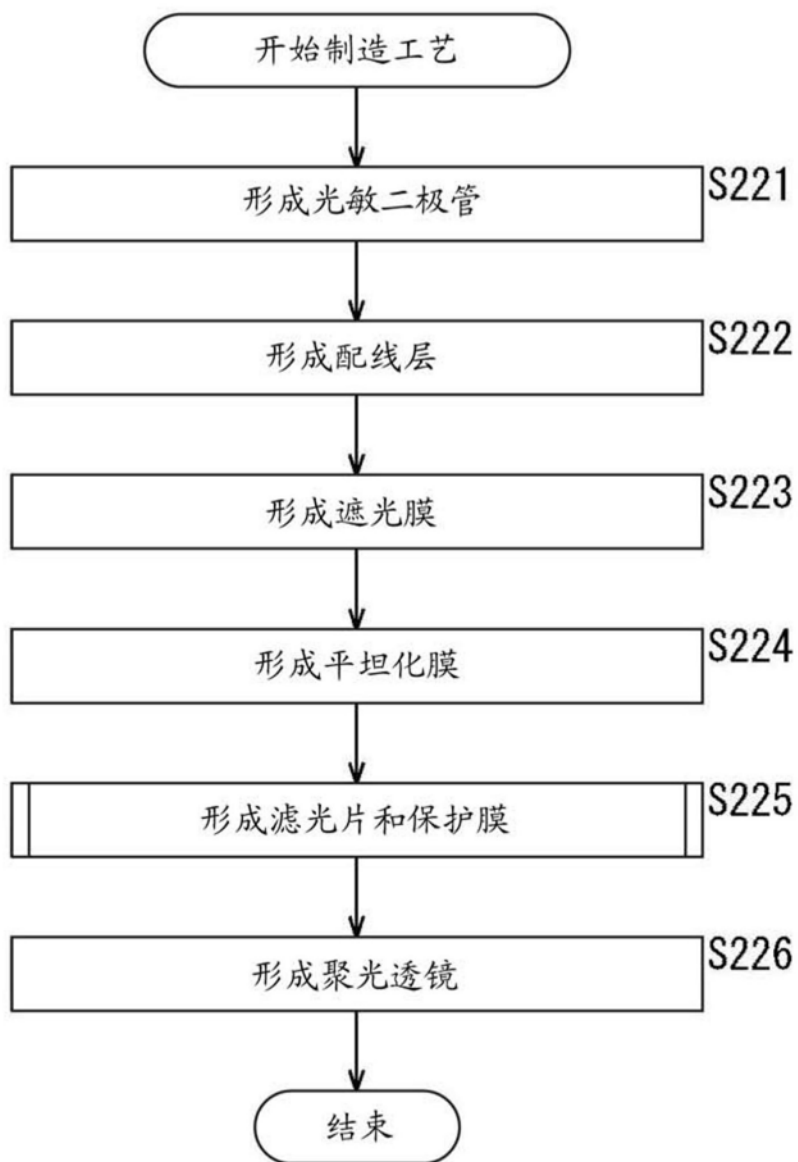 开始制造工艺
S221
形成光敏二极管
S222
形成配线层
S223
形成遮光膜
S224
形成平坦化膜
S225
形成滤光片和保护膜
S226
形成聚光透镜
结束